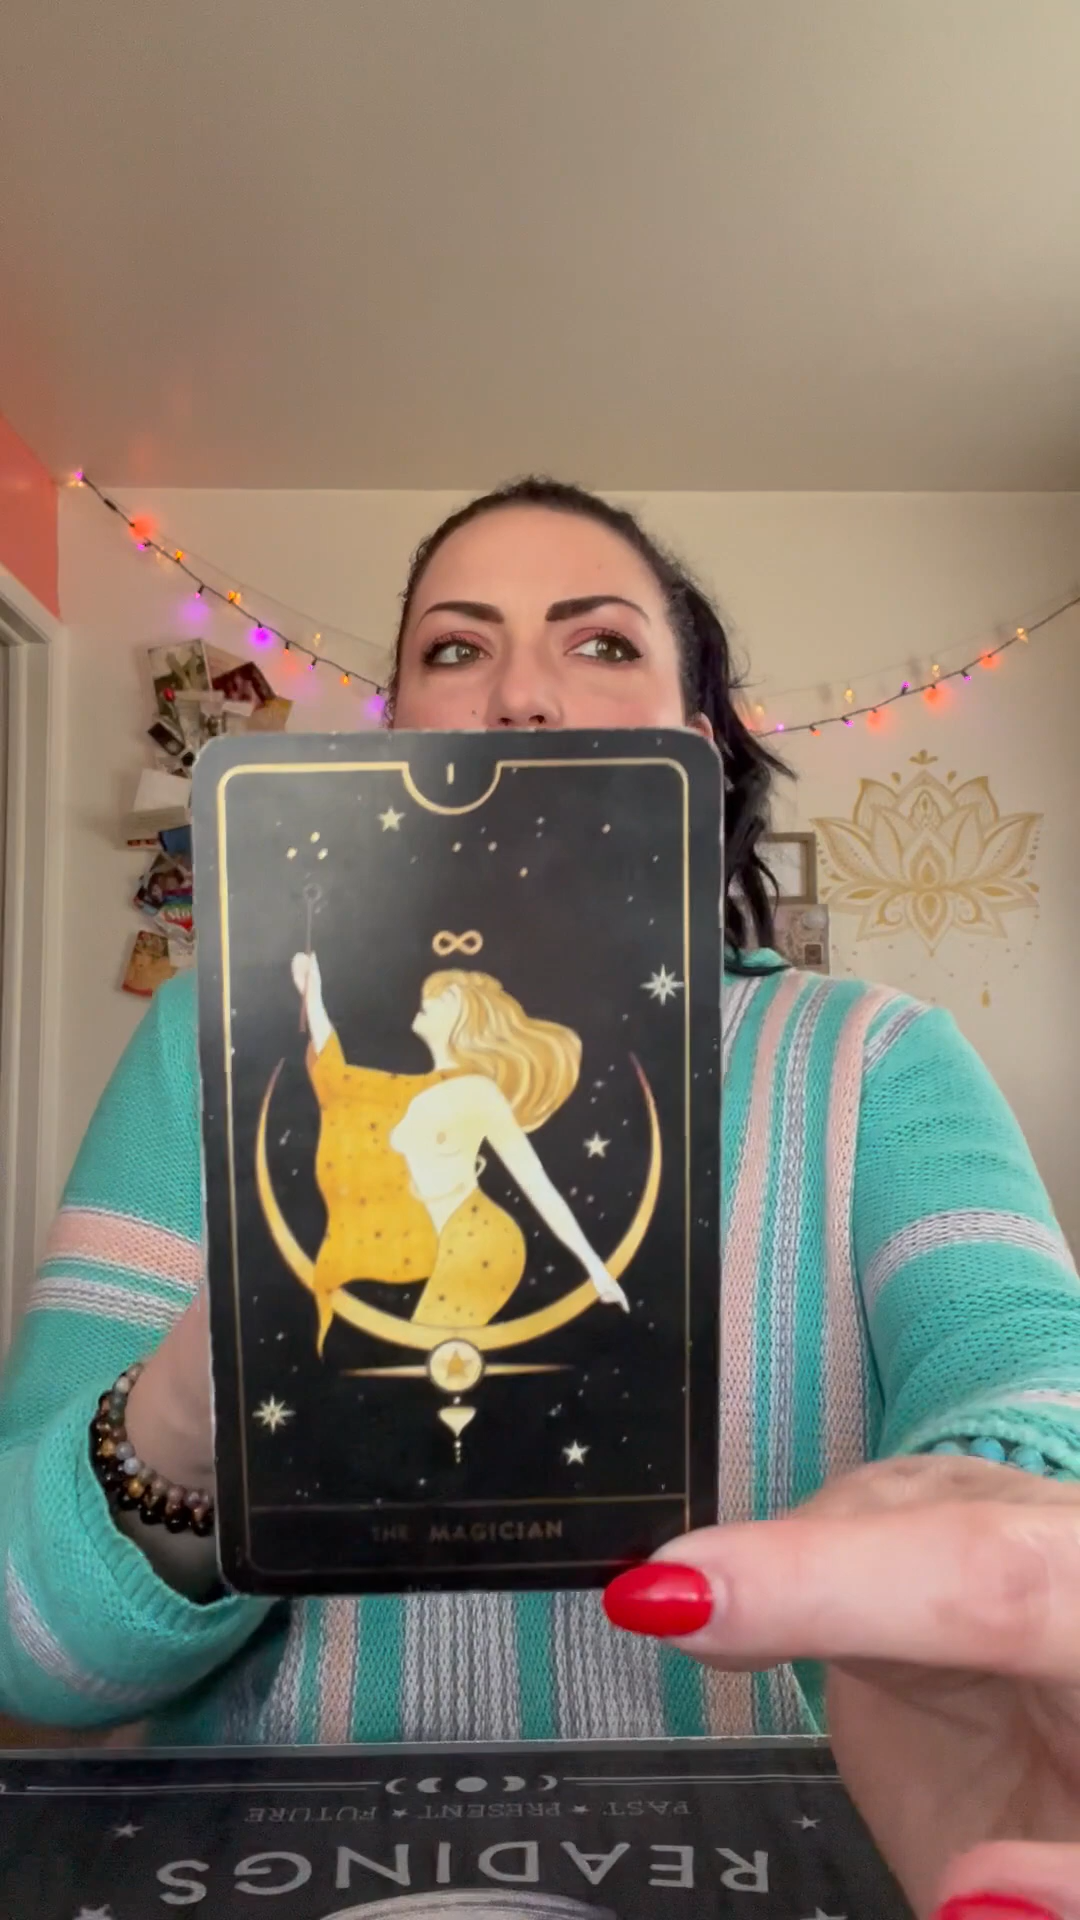 I
THE MAGICIAN
PAST ★ PRESENT ★ FUTURE
READINGS